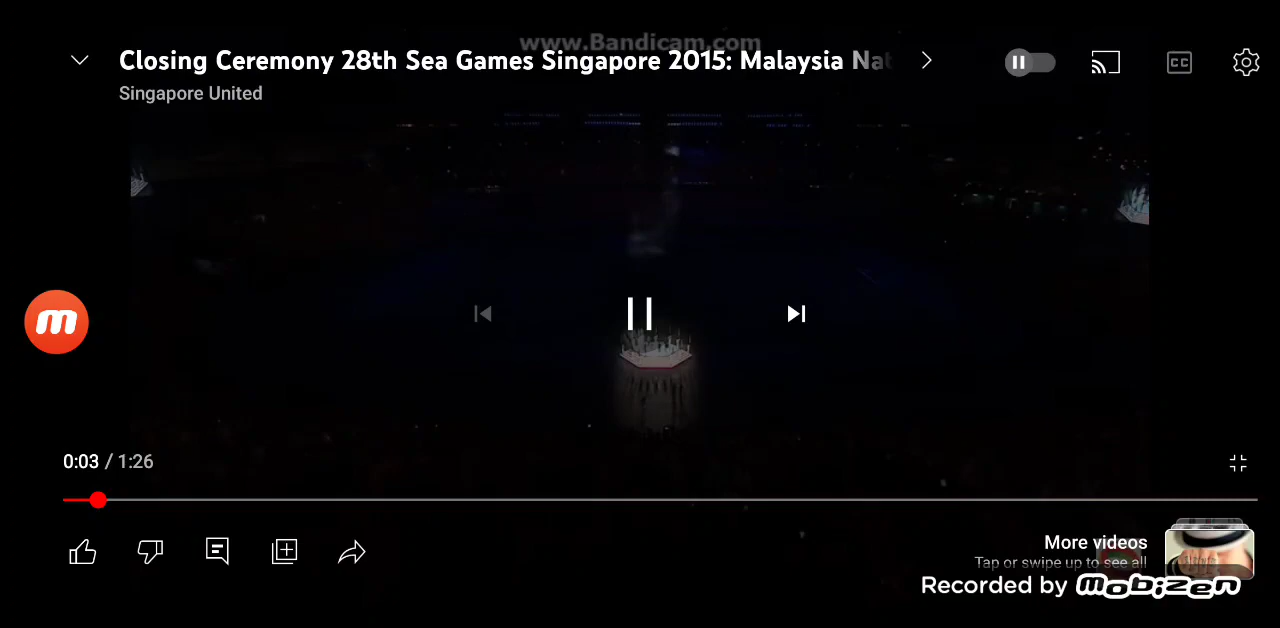 www.Bandicam.com
Closing Ceremony 28th Sea Games Singapore 2015: Malaysia Nat
Singapore United
CC
m
0:03 / 1:26
More videos
Tap or swipe up to see all
Recorded by mobizen